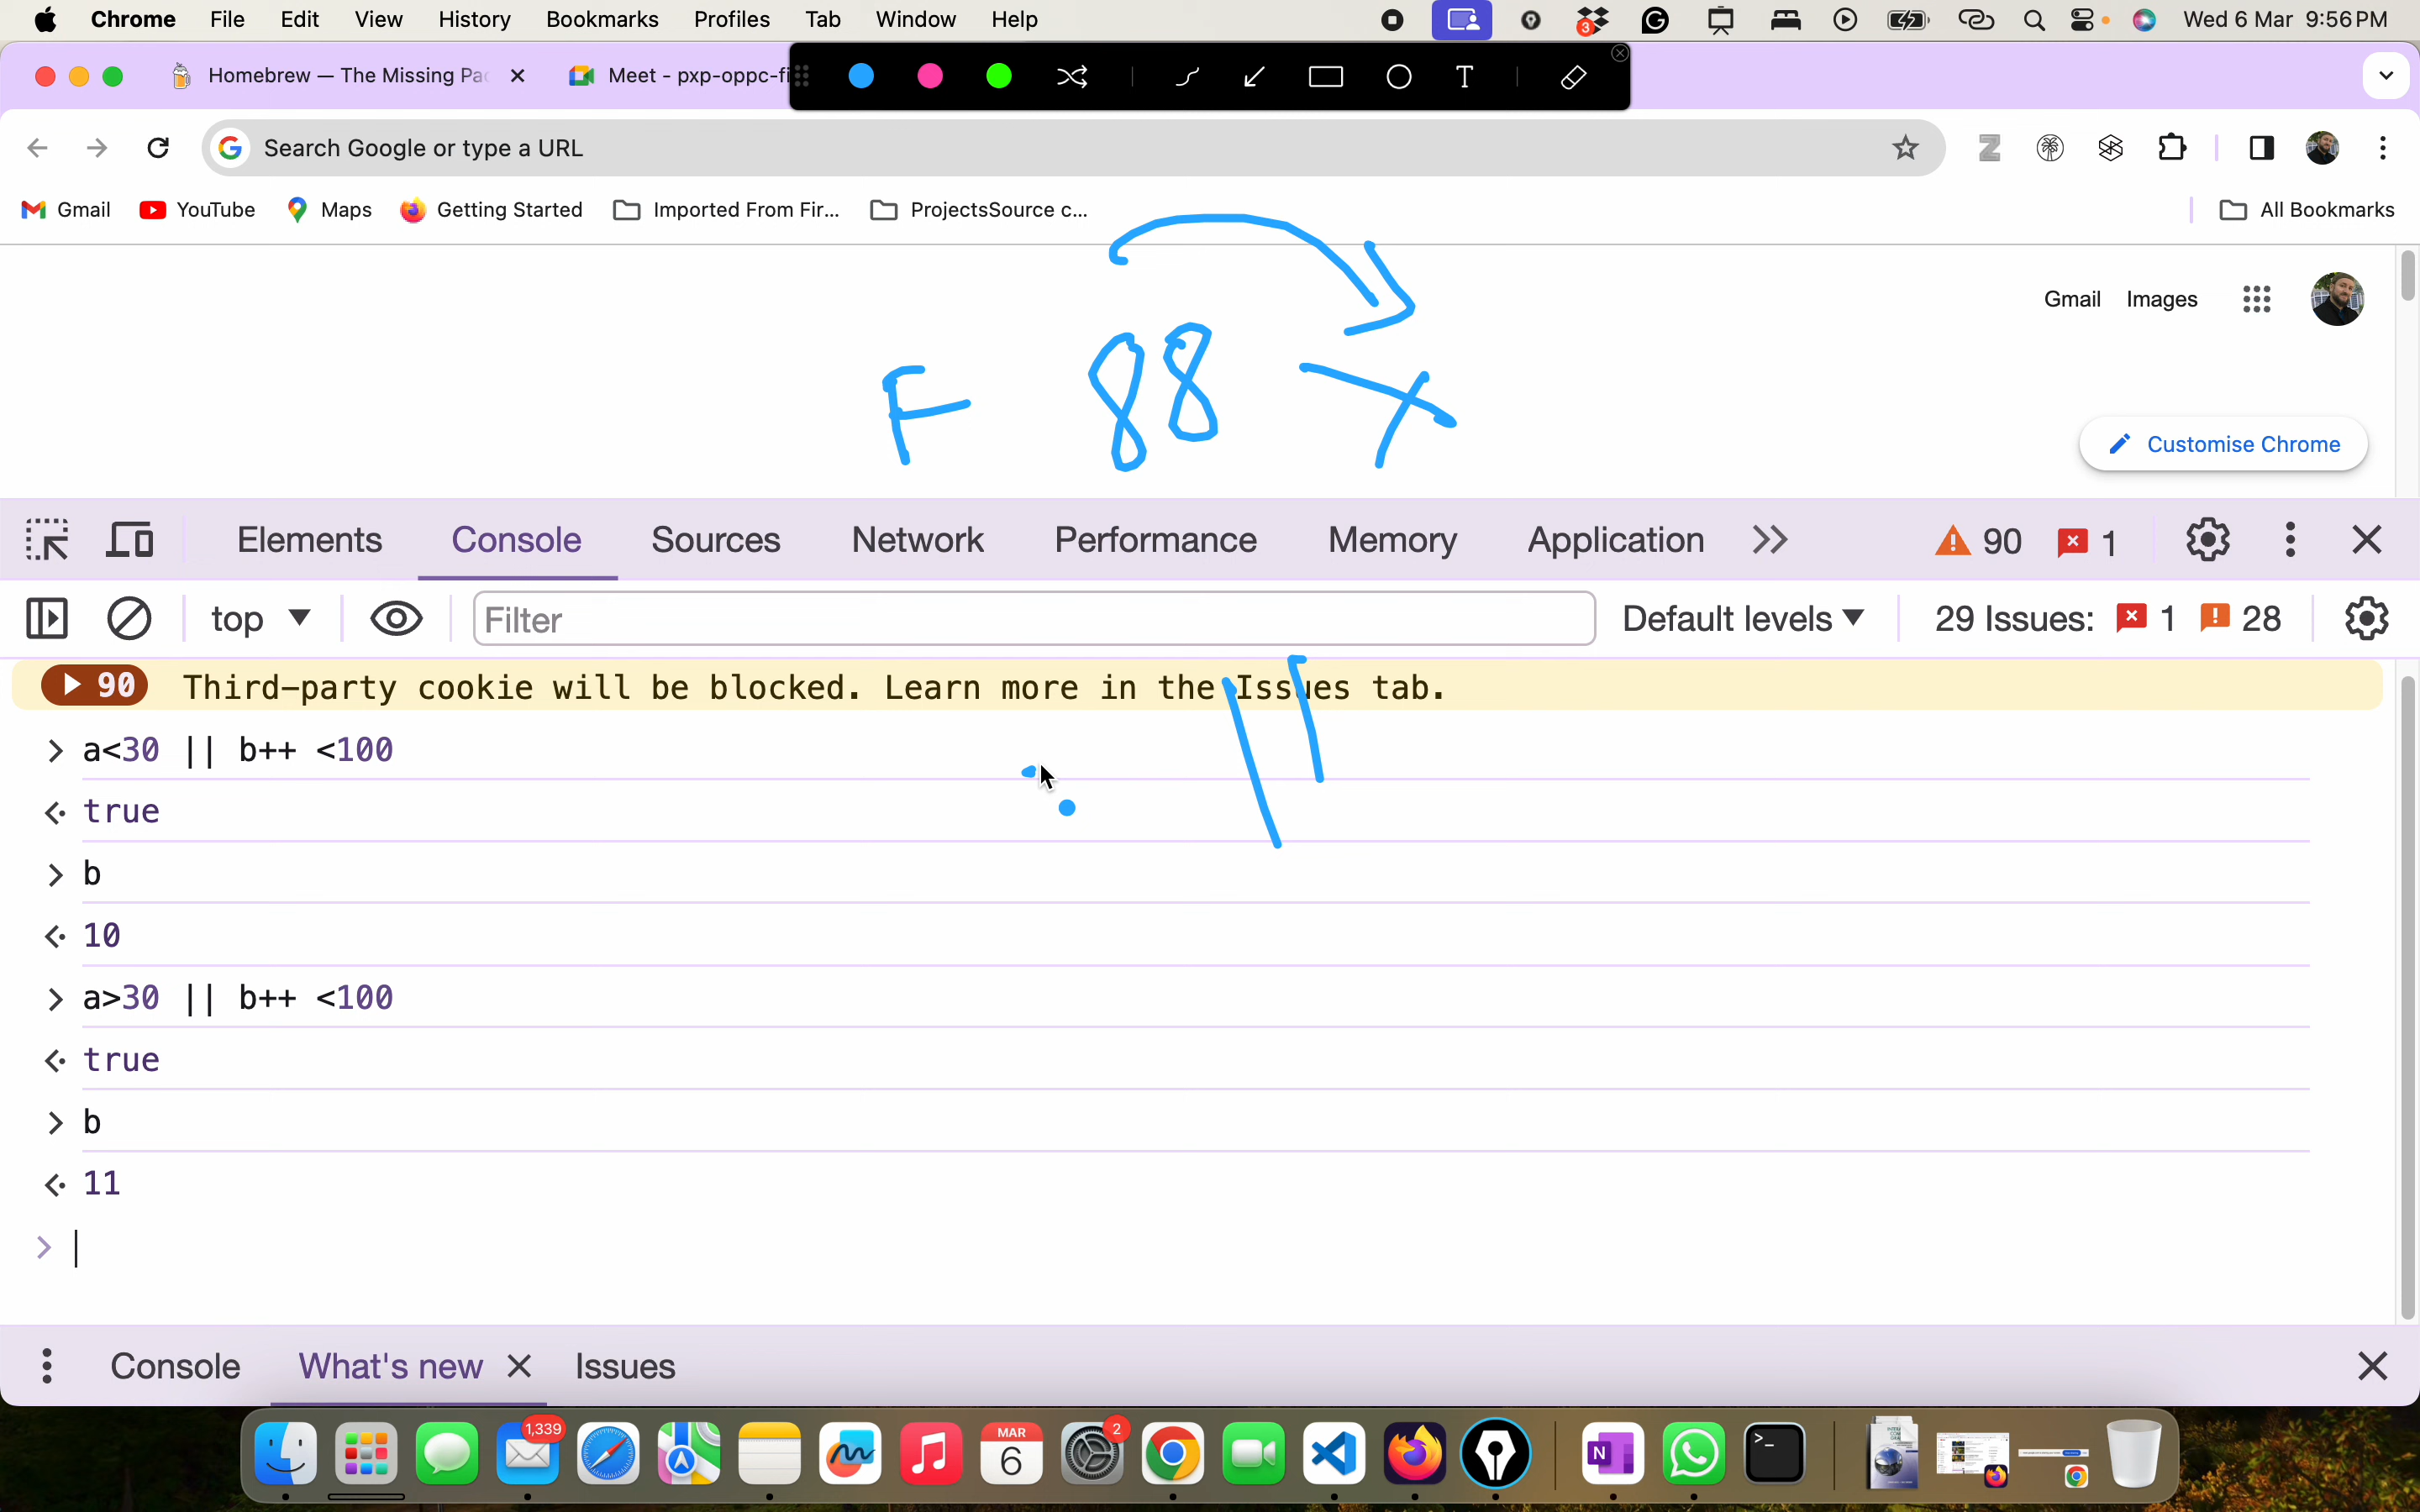 Chrome File Edit View History Bookmarks Profiles Tab Window Help Wed 6 Mar 9:56 PM
3
Homebrew — The Missing Pac
Meet - pxp-oppc-fi
T
Search Google or type a URL
Gmail YouTube Maps Getting Started Imported From Fir... ProjectsSource c... All Bookmarks
Gmail Images
F 88 X
Customise Chrome
Elements Console Sources Network Performance Memory Application 90 1
top Filter Default levels 29 Issues: 1 28
90 Third-party cookie will be blocked. Learn more in the Issues tab.
> a<30 || b++ <100
true
||
> b
10
> a>30 || b++ <100
true
> b
11
>
Console What's new Issues
1,339
MAR
6
2
N
>_